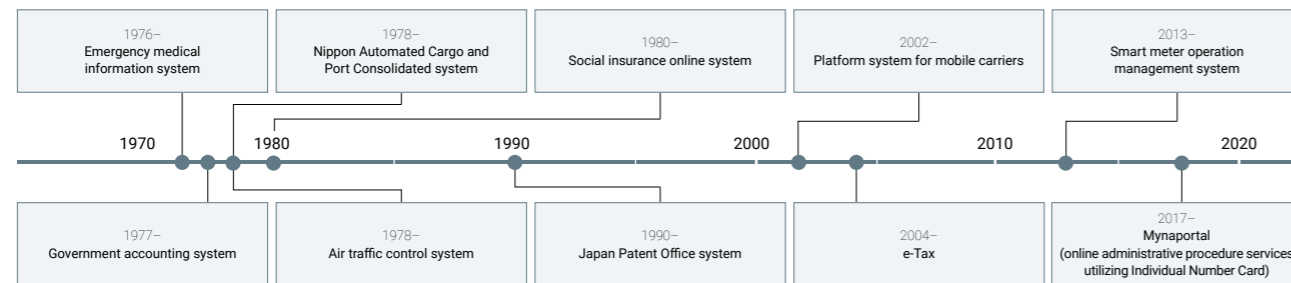 1976–
Emergency medical
information system
1978–
Nippon Automated Cargo and
Port Consolidated system
1980–
Social insurance online system
2002–
Platform system for mobile carriers
2013–
Smart meter operation
management system
1970
1980
1990
2000
2010
2020
1977–
Government accounting system
1978–
Air traffic control system
1990–
Japan Patent Office system
2004–
e-Tax
2017–
Mynaportal
(online administrative procedure services
utilizing Individual Number Card)